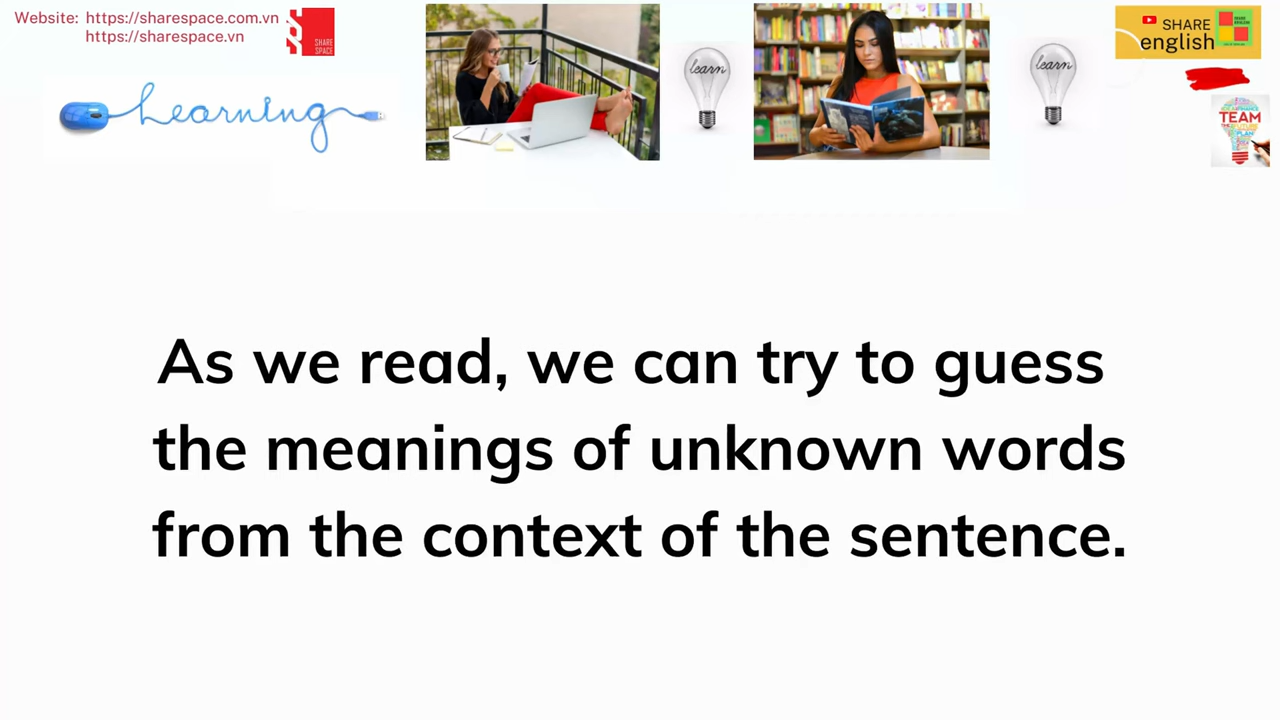 Website: https://sharespace.com.vn
https://sharespace.vn
SHARE
SPACE
learning
learn
learn
SHARE
english
TEAM
PLAN
As we read, we can try to guess
the meanings of unknown words
from the context of the sentence.